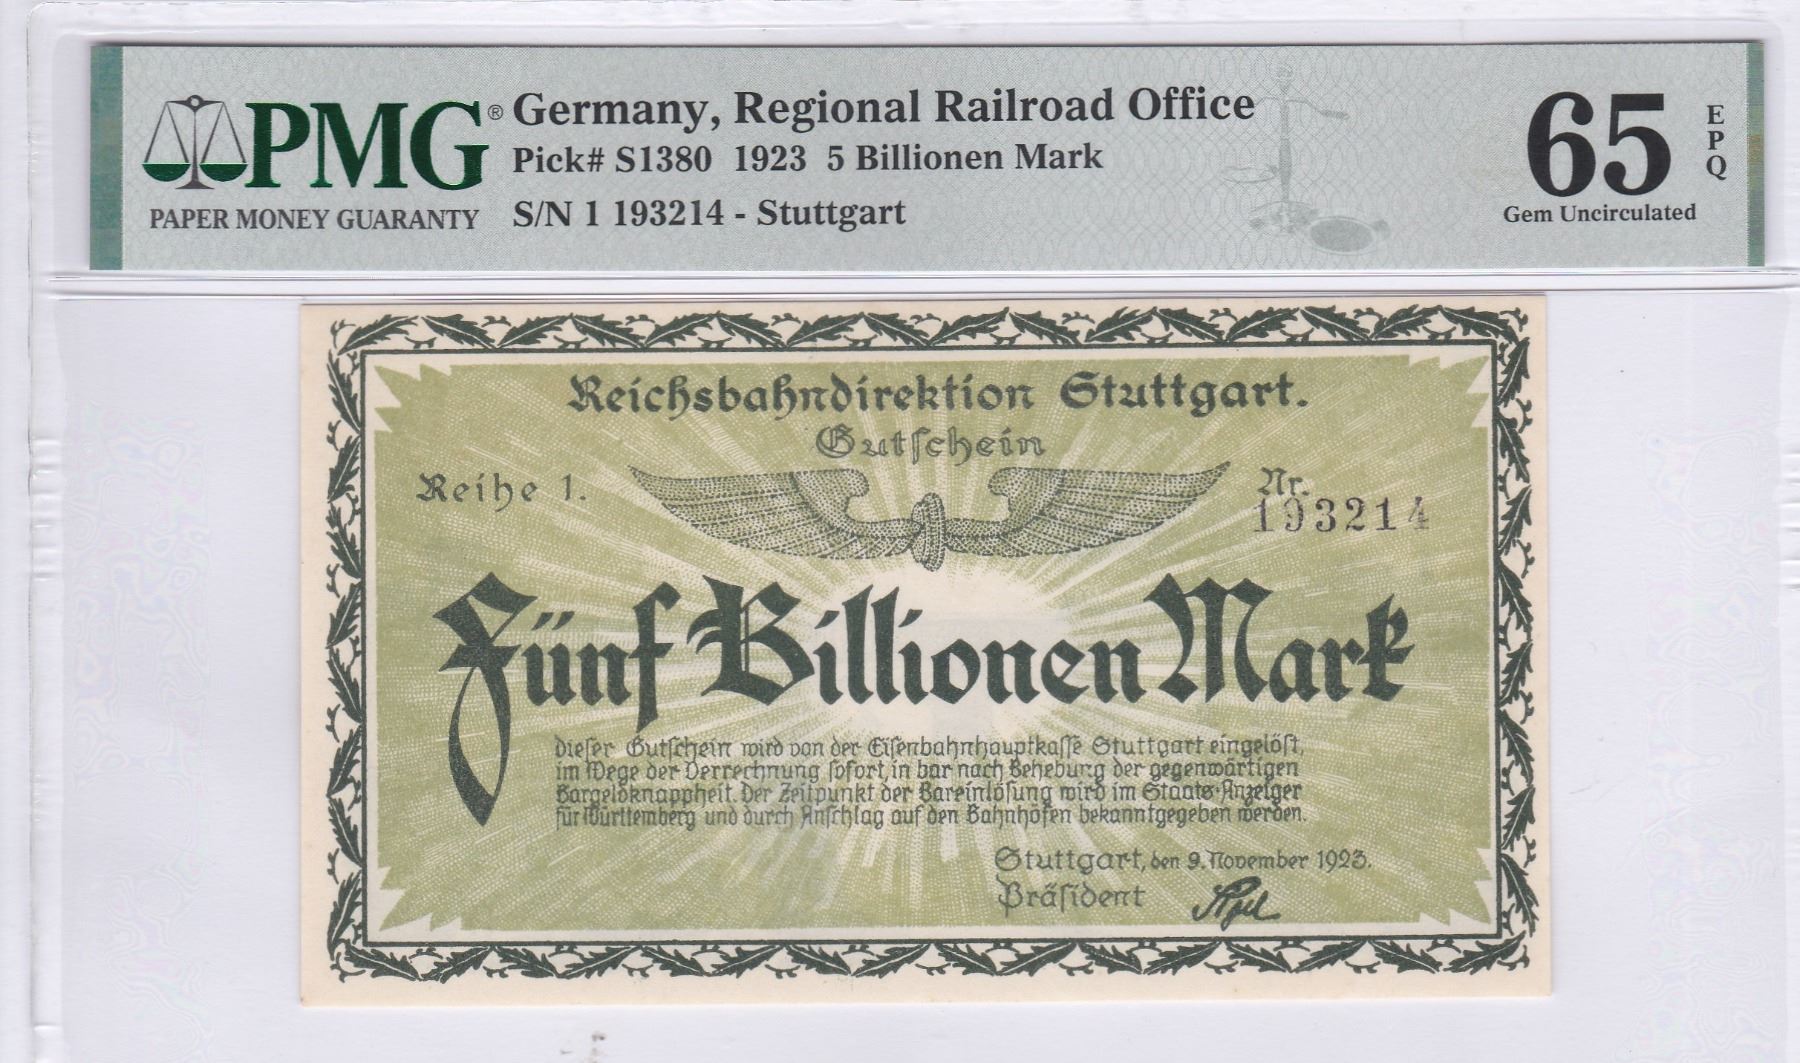 PMG®
PAPER MONEY GUARANTY
Germany, Regional Railroad Office
Pick# S1380 1923 5 Billionen Mark
S/N 1 193214 - Stuttgart
65 EPQ
Gem Uncirculated
Reichsbahndirektion Stuttgart.
Gutschein
Reihe 1.
Nr.
193214
Fünf Billionen Mark
dieser Gutschein wird von der Eisenbahnhauptkasse Stuttgart eingelöst,
im Wege der Verrechnung sofort, in bar nach Behebung der gegenwärtigen
Bargeldknappheit. Der Zeitpunkt der Bareinlösung wird im Staats-Anzeiger
für Württemberg und durch Anschlag auf den Bahnhöfen bekanntgegeben werden.
Stuttgart, den 9. November 1923.
Präsident